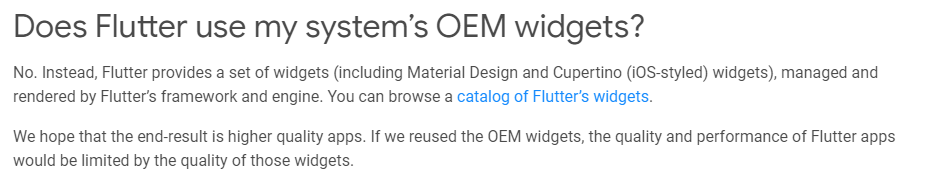 Does Flutter use my system’s OEM widgets?
No. Instead, Flutter provides a set of widgets (including Material Design and Cupertino (iOS-styled) widgets), managed and
rendered by Flutter’s framework and engine. You can browse a catalog of Flutter’s widgets.
We hope that the end-result is higher quality apps. If we reused the OEM widgets, the quality and performance of Flutter apps
would be limited by the quality of those widgets.